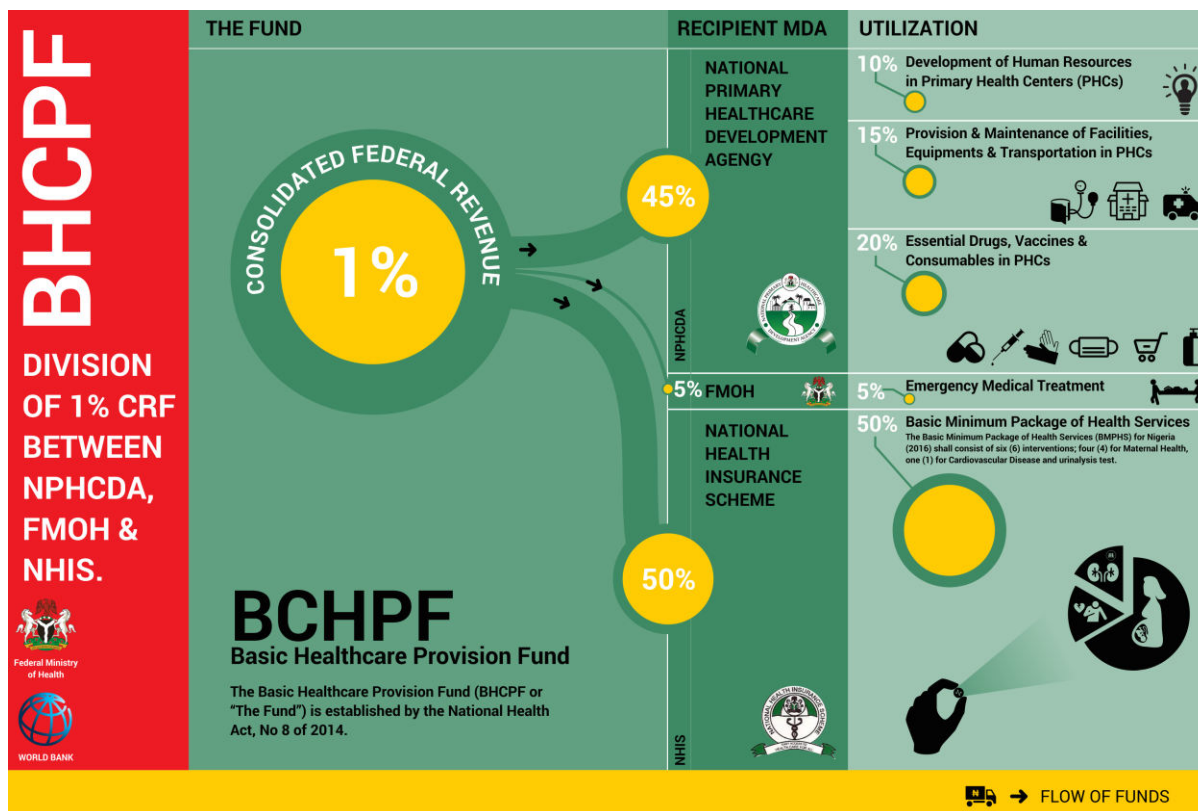 BHCPF
DIVISION
OF 1% CRF
BETWEEN
NPHCDA,
FMOH &
NHIS.
Federal Ministry
of Health
WORLD BANK
THE FUND
CONSOLIDATED FEDERAL REVENUE
1%
45%
50%
BCHPF
Basic Healthcare Provision Fund
The Basic Healthcare Provision Fund (BHCPF or
“The Fund”) is established by the National Health
Act, No 8 of 2014.
RECIPIENT MDA
NATIONAL
PRIMARY
HEALTHCARE
DEVELOPMENT
AGENGY
NPHCDA
5% FMOH
NATIONAL
HEALTH
INSURANCE
SCHEME
NATIONAL HEALTH INSURANCE SCHEME
NHIS
UTILIZATION
10% Development of Human Resources
in Primary Health Centers (PHCs)
15% Provision & Maintenance of Facilities,
Equipments & Transportation in PHCs
20% Essential Drugs, Vaccines &
Consumables in PHCs
5% Emergency Medical Treatment
50% Basic Minimum Package of Health Services
The Basic Minimum Package of Health Services (BMPHS) for Nigeria
(2016) shall consist of six (6) interventions; four (4) for Maternal Health,
one (1) for Cardiovascular Disease and urinalysis test.
N
FLOW OF FUNDS